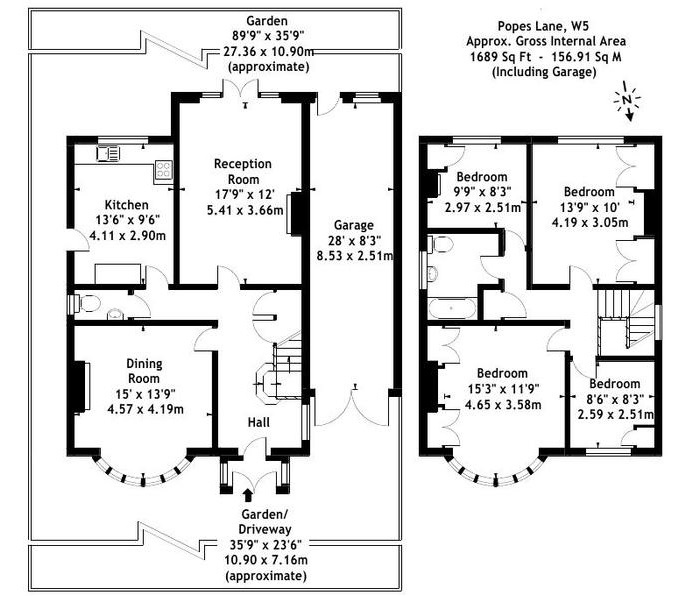 Garden
89'9" x 35'9"
27.36 x 10.90m
(approximate)
Popes Lane, W5
Approx. Gross Internal Area
1689 Sq Ft - 156.91 Sq M
(Including Garage)
N
Reception
Room
17'9" x 12'
5.41 x 3.66m
Kitchen
13'6" x 9'6"
4.11 x 2.90m
Garage
28' x 8'3"
8.53 x 2.51m
Bedroom
9'9" x 8'3"
2.97 x 2.51m
Bedroom
13'9" x 10'
4.19 x 3.05m
Dining
Room
15' x 13'9"
4.57 x 4.19m
Hall
Bedroom
15'3" x 11'9"
4.65 x 3.58m
Bedroom
8'6" x 8'3"
2.59 x 2.51m
Garden/
Driveway
35'9" x 23'6"
10.90 x 7.16m
(approximate)